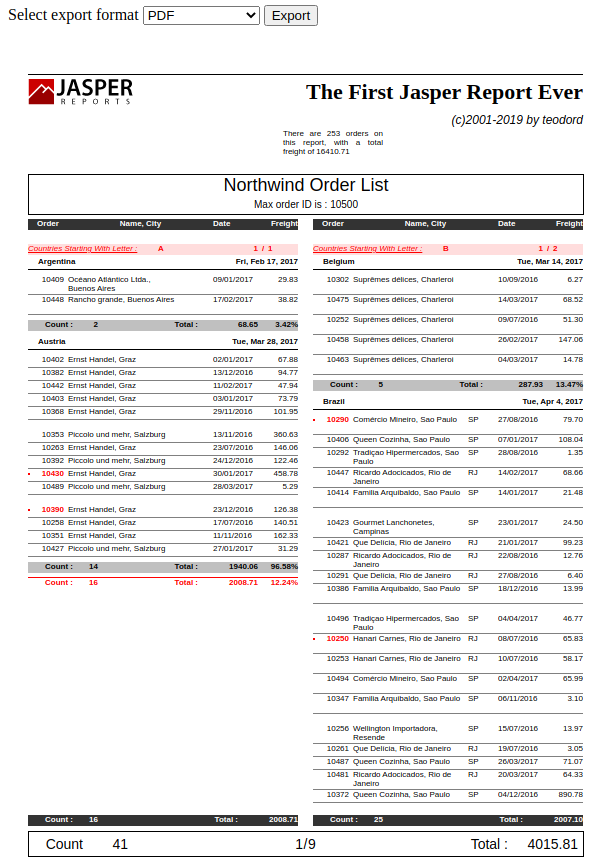 Select export format PDF Export
JASPER
REPORTS
The First Jasper Report Ever
(c)2001-2019 by teodord
There are 253 orders on
this report, with a total
freight of 16410.71
Northwind Order List
Max order ID is : 10500
Order Name, City Date Freight
Countries Starting With Letter : A 1 / 1
Argentina Fri, Feb 17, 2017
10409 Océano Atlántico Ltda., 09/01/2017 29.83
Buenos Aires
10448 Rancho grande, Buenos Aires 17/02/2017 38.82
Count : 2 Total : 68.65 3.42%
Austria Tue, Mar 28, 2017
10402 Ernst Handel, Graz 02/01/2017 67.88
10382 Ernst Handel, Graz 13/12/2016 94.77
10442 Ernst Handel, Graz 11/02/2017 47.94
10403 Ernst Handel, Graz 03/01/2017 73.79
10368 Ernst Handel, Graz 29/11/2016 101.95
10353 Piccolo und mehr, Salzburg 13/11/2016 360.63
10263 Ernst Handel, Graz 23/07/2016 146.06
10392 Piccolo und mehr, Salzburg 24/12/2016 122.46
10430 Ernst Handel, Graz 30/01/2017 458.78
10489 Piccolo und mehr, Salzburg 28/03/2017 5.29
10390 Ernst Handel, Graz 23/12/2016 126.38
10258 Ernst Handel, Graz 17/07/2016 140.51
10351 Ernst Handel, Graz 11/11/2016 162.33
10427 Piccolo und mehr, Salzburg 27/01/2017 31.29
Count : 14 Total : 1940.06 96.58%
Count : 16 Total : 2008.71 12.24%
Count : 16 Total : 2008.71
Order Name, City Date Freight
Countries Starting With Letter : B 1 / 2
Belgium Tue, Mar 14, 2017
10302 Suprêmes délices, Charleroi 10/09/2016 6.27
10475 Suprêmes délices, Charleroi 14/03/2017 68.52
10252 Suprêmes délices, Charleroi 09/07/2016 51.30
10458 Suprêmes délices, Charleroi 26/02/2017 147.06
10463 Suprêmes délices, Charleroi 04/03/2017 14.78
Count : 5 Total : 287.93 13.47%
Brazil Tue, Apr 4, 2017
10290 Comércio Mineiro, Sao Paulo SP 27/08/2016 79.70
10406 Queen Cozinha, Sao Paulo SP 07/01/2017 108.04
10292 Tradiçao Hipermercados, Sao SP 28/08/2016 1.35
Paulo
10447 Ricardo Adocicados, Rio de RJ 14/02/2017 68.66
Janeiro
10414 Familia Arquibaldo, Sao Paulo SP 14/01/2017 21.48
10423 Gourmet Lanchonetes, SP 23/01/2017 24.50
Campinas
10421 Que Delícia, Rio de Janeiro RJ 21/01/2017 99.23
10287 Ricardo Adocicados, Rio de RJ 22/08/2016 12.76
Janeiro
10291 Que Delícia, Rio de Janeiro RJ 27/08/2016 6.40
10386 Familia Arquibaldo, Sao Paulo SP 18/12/2016 13.99
10496 Tradiçao Hipermercados, Sao SP 04/04/2017 46.77
Paulo
10250 Hanari Carnes, Rio de Janeiro RJ 08/07/2016 65.83
10253 Hanari Carnes, Rio de Janeiro RJ 10/07/2016 58.17
10494 Comércio Mineiro, Sao Paulo SP 02/04/2017 65.99
10347 Familia Arquibaldo, Sao Paulo SP 06/11/2016 3.10
10256 Wellington Importadora, SP 15/07/2016 13.97
Resende
10261 Que Delícia, Rio de Janeiro RJ 19/07/2016 3.05
10487 Queen Cozinha, Sao Paulo SP 26/03/2017 71.07
10481 Ricardo Adocicados, Rio de RJ 20/03/2017 64.33
Janeiro
10372 Queen Cozinha, Sao Paulo SP 04/12/2016 890.78
Count : 25 Total : 2007.10
Count 41 1/9 Total : 4015.81